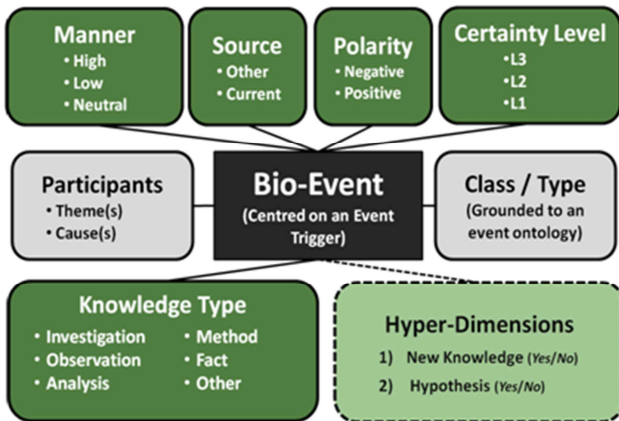 Manner
• High
• Low
• Neutral
Source
• Other
• Current
Polarity
• Negative
• Positive
Certainty Level
•L3
•L2
•L1
Participants
• Theme(s)
• Cause(s)
Bio-Event
(Centred on an Event
Trigger)
Class / Type
(Grounded to an
event ontology)
Knowledge Type
• Investigation
• Observation
• Analysis
• Method
• Fact
• Other
Hyper-Dimensions
1) New Knowledge (Yes/No)
2) Hypothesis (Yes/No)